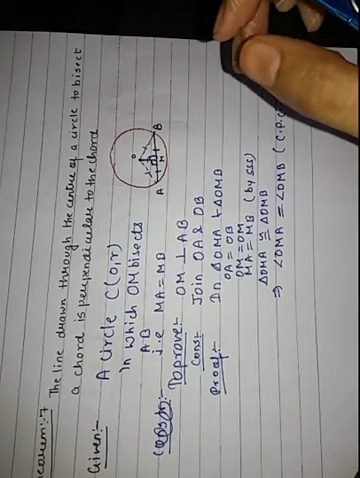 Theorem:-7 The line drawn through the centre of a circle to bisect
a chord is perpendicular to the chord
Given:- A circle C(O,r)
in which OM bisects
AB
i.e MA=MB
O
A M B
To prove:- OM ⊥ AB
Cons:- Join OA & OB
Proof:- In ΔOMA & ΔOMB
OA = OB
OM = OM
MA = MB (by SSS)
ΔOMA ≅ ΔOMB
⇒ ∠OMA = ∠OMB (C.P.C